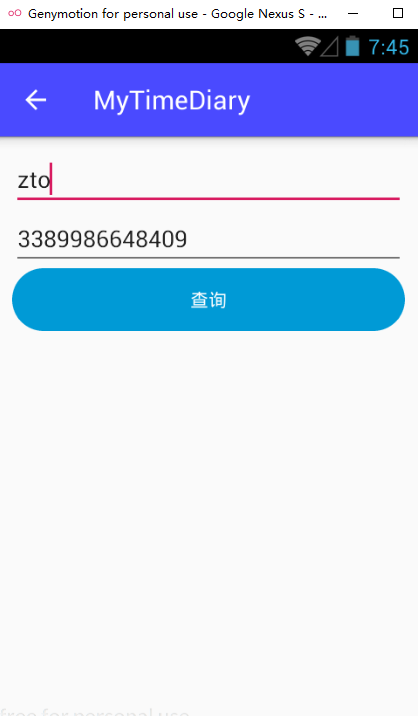 Genymotion for personal use - Google Nexus S - ...
7:45
MyTimeDiary
zto
3389986648409
查询
free for personal use